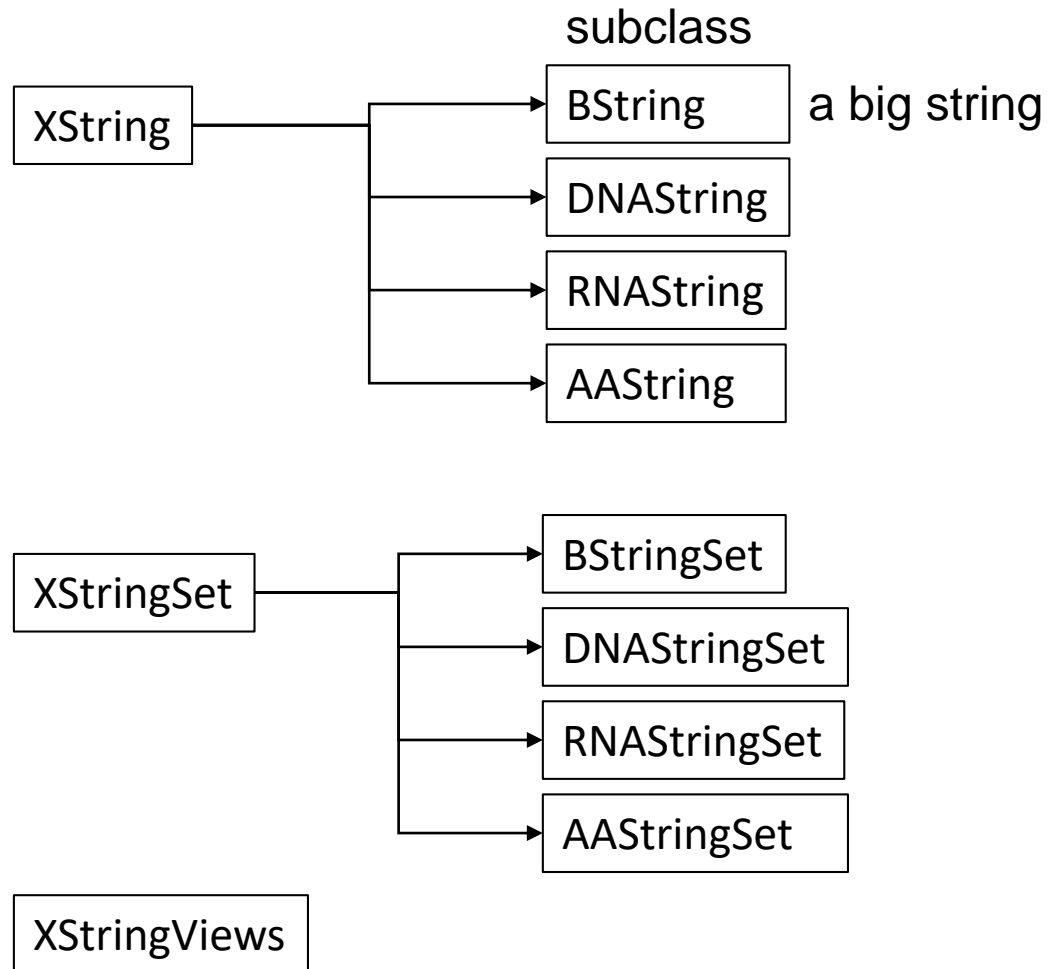 subclass
XString
BString
a big string
DNAString
RNAString
AAString
XStringSet
BStringSet
DNAStringSet
RNAStringSet
AAStringSet
XStringViews